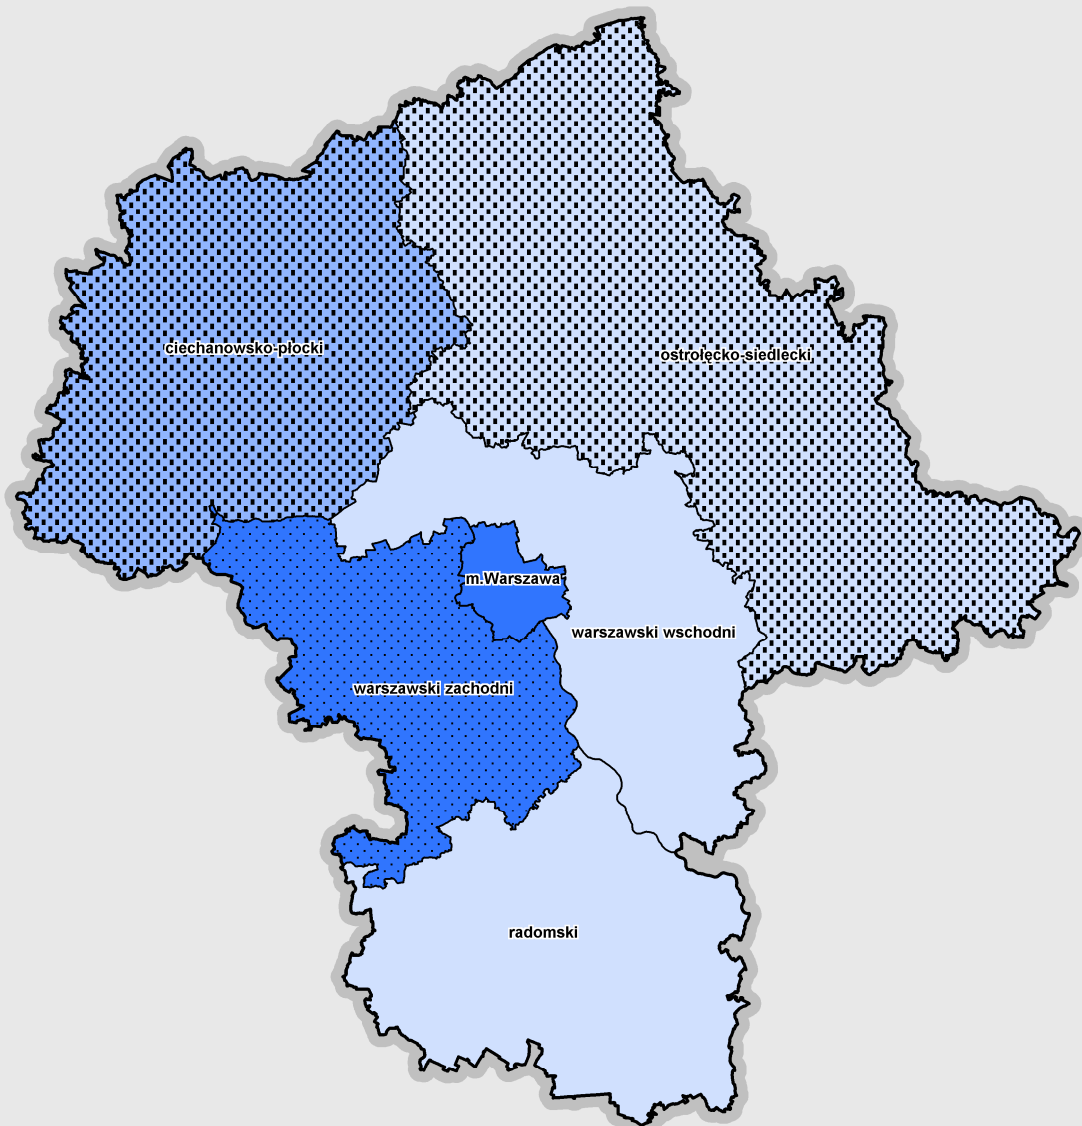 ciechanowsko-płocki
ostrołęcko-siedlecki
m.Warszawa
warszawski wschodni
warszawski zachodni
radomski